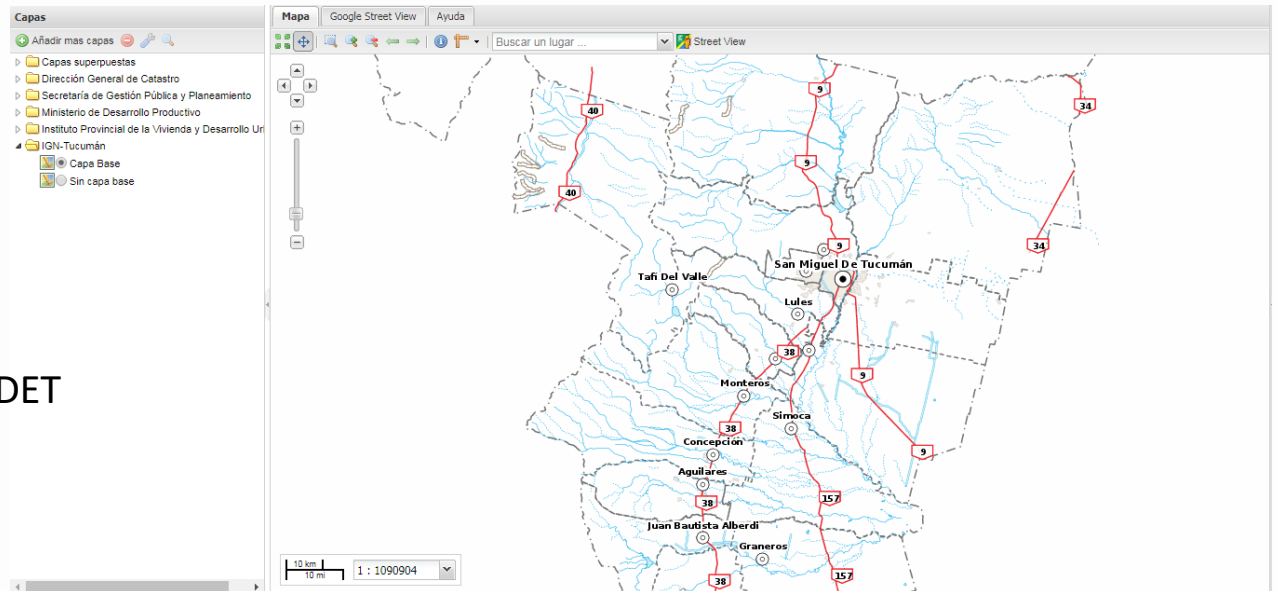 Capas
Añadir mas capas
Capas superpuestas
Dirección General de Catastro
Secretaría de Gestión Pública y Planeamiento
Ministerio de Desarrollo Productivo
Instituto Provincial de la Vivienda y Desarrollo Url
IGN-Tucumán
Capa Base
Sin capa base
DET
Mapa Google Street View Ayuda
Buscar un lugar ... Street View
9
40
34
9
40
9
34
San Miguel De Tucumán
Tafí Del Valle
Lules
38
9
Monteros
Simoca
38
Concepción
9
Aguilares
157
38
Juan Bautista Alberdi
Graneros
157
38
10 km
10 mi
1 : 1090904